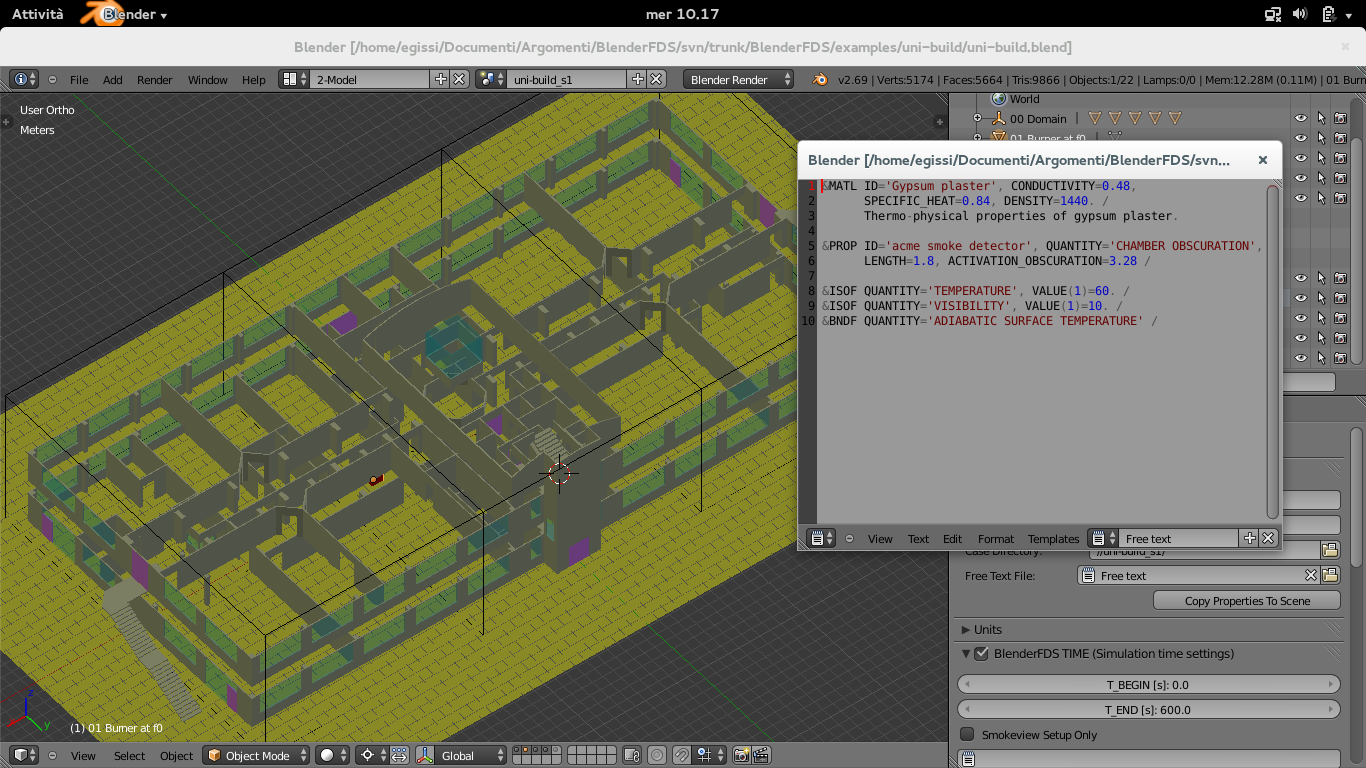 Attività
Blender
mer 10.17
Blender [/home/egissi/Documenti/Argomenti/BlenderFDS/svn/trunk/BlenderFDS/examples/uni-build/uni-build.blend]
File Add Render Window Help 2-Model uni-build_s1 Blender Render v2.69 | Verts:5174 | Faces:5664 | Tris:9866 | Objects:1/22 | Lamps:0/0 | Mem:12.28M (0.11M) | 01 Burn
User Ortho
Meters
World
00 Domain
01 Burner at f0
Blender [/home/egissi/Documenti/Argomenti/BlenderFDS/svn...
1 &MATL ID='Gypsum plaster', CONDUCTIVITY=0.48,
2 SPECIFIC_HEAT=0.84, DENSITY=1440. /
3 Thermo-physical properties of gypsum plaster.
4
5 &PROP ID='acme smoke detector', QUANTITY='CHAMBER OBSCURATION',
6 LENGTH=1.8, ACTIVATION_OBSCURATION=3.28 /
7
8 &ISOF QUANTITY='TEMPERATURE', VALUE(1)=60. /
9 &ISOF QUANTITY='VISIBILITY', VALUE(1)=10. /
10 &BNDF QUANTITY='ADIABATIC SURFACE TEMPERATURE' /
View Text Edit Format Templates Free text
Case Directory: //uni-build_s1/
Free Text File: Free text
Copy Properties To Scene
Units
BlenderFDS TIME (Simulation time settings)
T_BEGIN [s]: 0.0
T_END [s]: 600.0
Smokeview Setup Only
z
y
(1) 01 Burner at f0
View Select Object Object Mode Global